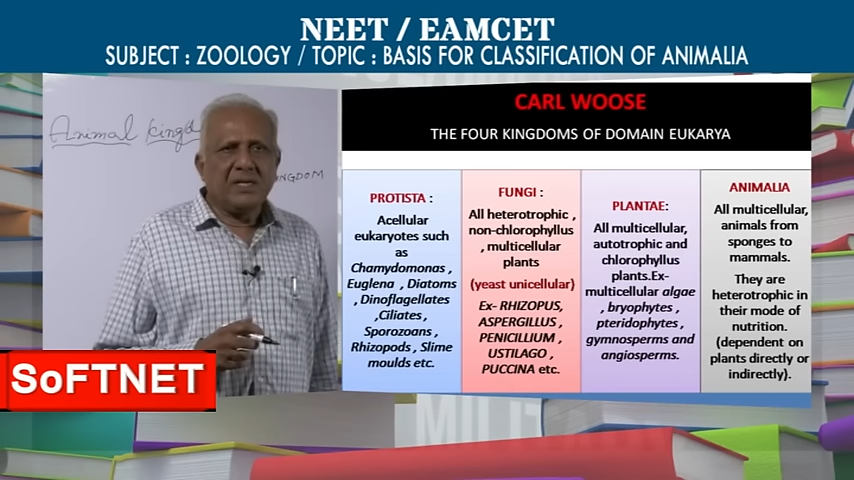 NEET / EAMCET
SUBJECT : ZOOLOGY / TOPIC : BASIS FOR CLASSIFICATION OF ANIMALIA
Animal
NGDOM
CARL WOOSE
THE FOUR KINGDOMS OF DOMAIN EUKARYA
PROTISTA :
Acellular
eukaryotes such
as
Chamydomonas ,
Euglena , Diatoms
, Dinoflagellates
,Ciliates ,
Sporozoans ,
Rhizopods , Slime
moulds etc.
FUNGI :
All heterotrophic ,
non-chlorophyllus
, multicellular
plants
(yeast unicellular)
Ex- RHIZOPUS,
ASPERGILLUS ,
PENICILLIUM ,
USTILAGO ,
PUCCINA etc.
PLANTAE:
All multicellular,
autotrophic and
chlorophyllus
plants.Ex-
multicellular algae
, bryophytes ,
pteridophytes ,
gymnosperms and
angiosperms.
ANIMALIA
All multicellular,
animals from
sponges to
mammals.
They are
heterotrophic in
their mode of
nutrition.
(dependent on
plants directly or
indirectly).
SoFTNET